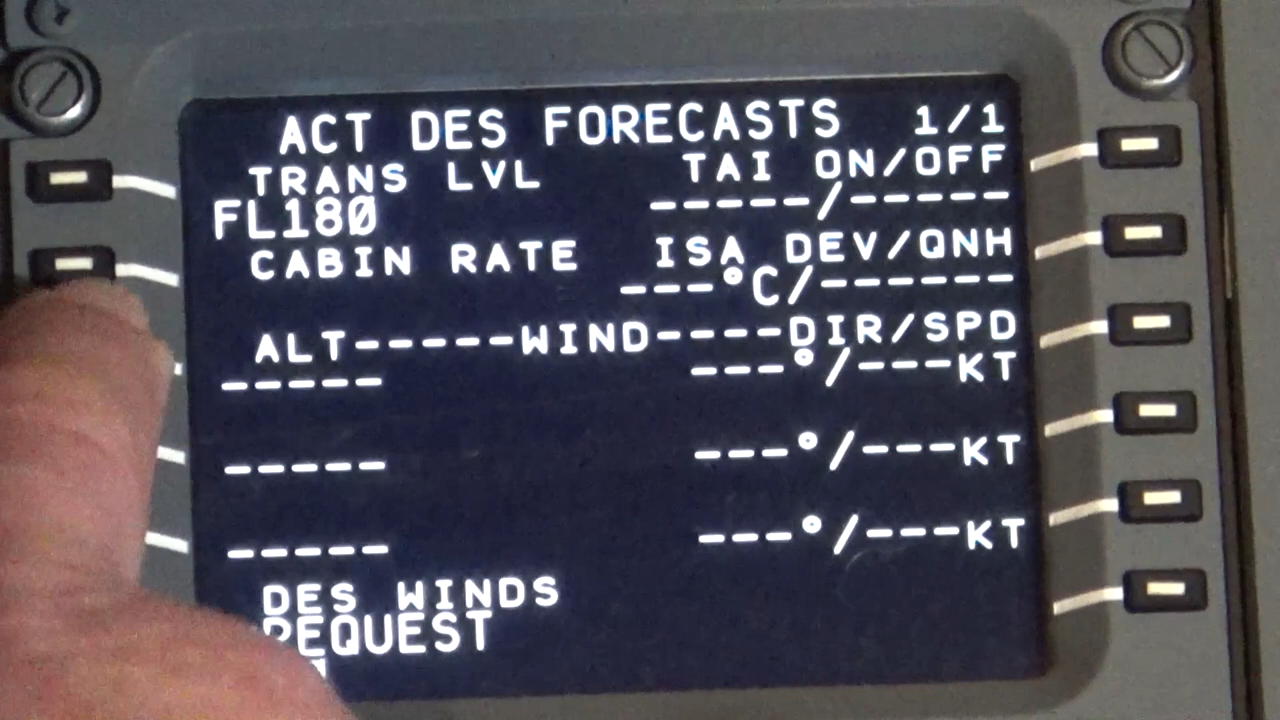 ACT DES FORECASTS 1/1
TRANS LVL TAI ON/OFF
FL180 -----/-----
CABIN RATE ISA DEV/QNH
---°C/------
ALT-----WIND----DIR/SPD
----- ---°/---KT
----- ---°/---KT
----- ---°/---KT
DES WINDS
REQUEST